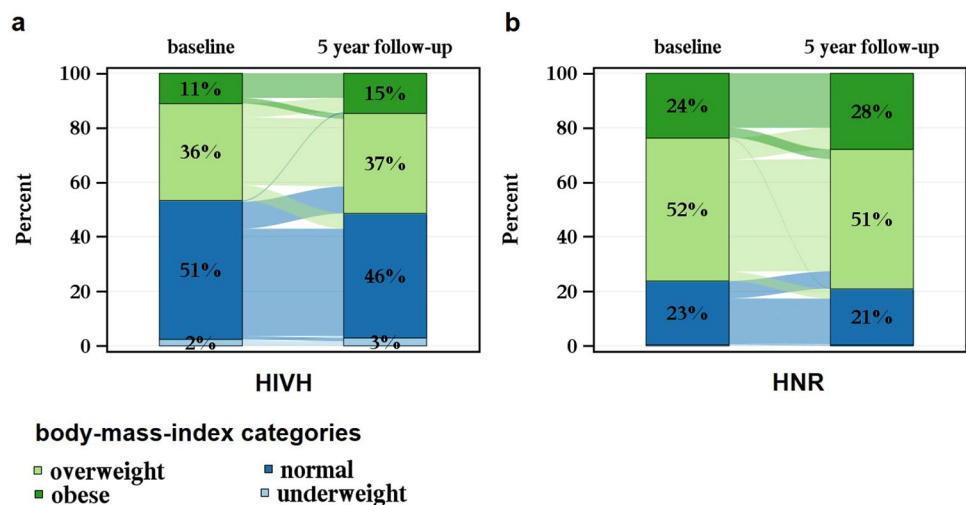 a
baseline
5 year follow-up
100
80
60
40
20
0
Percent
11%
36%
51%
2%
15%
37%
46%
3%
HIVH
b
baseline
5 year follow-up
100
80
60
40
20
0
Percent
24%
52%
23%
28%
51%
21%
HNR
body-mass-index categories
overweight
normal
obese
underweight